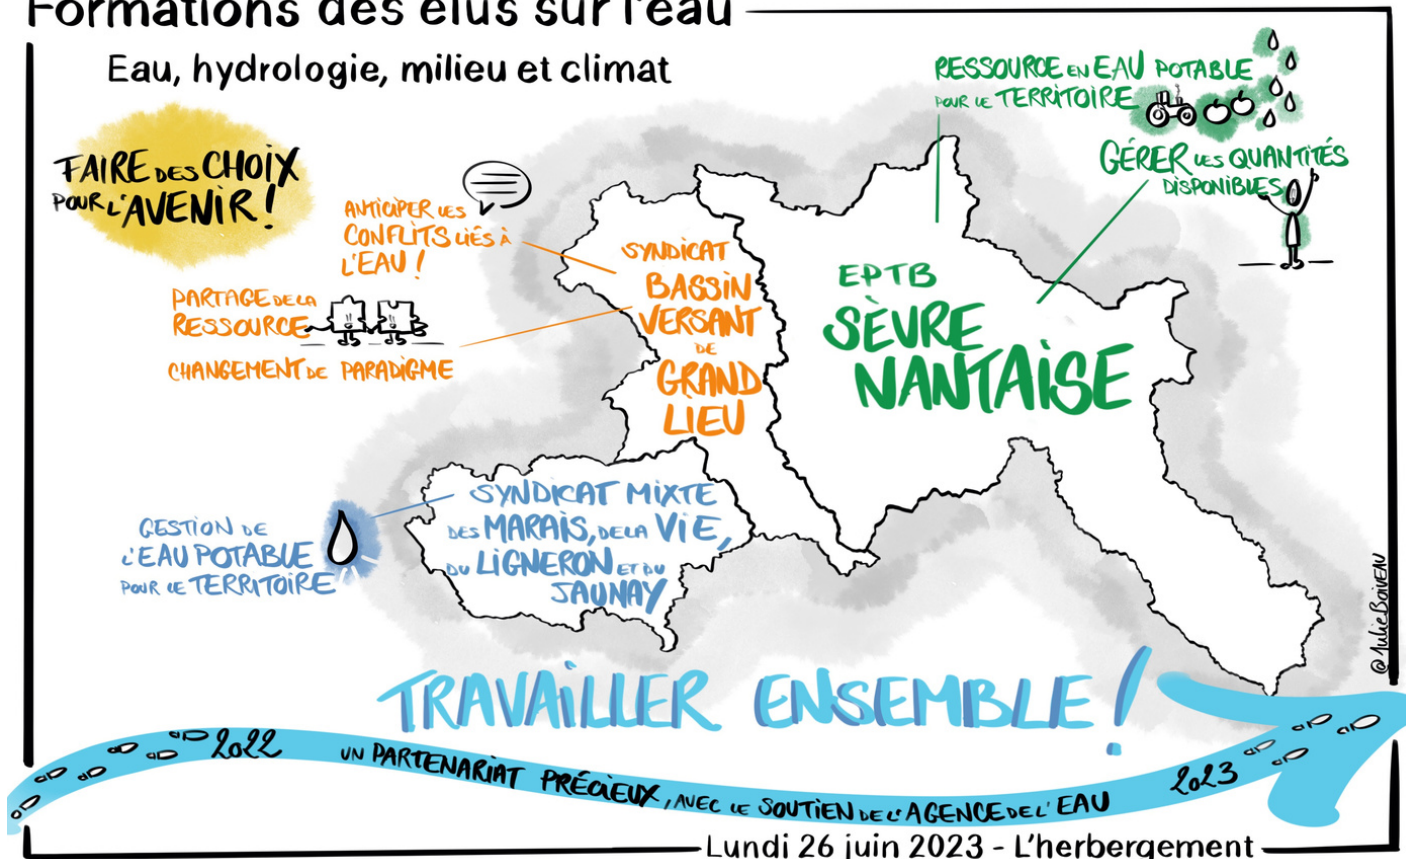 Formations des élus sur l'eau
Eau, hydrologie, milieu et climat
FAIRE DES CHOIX
POUR L'AVENIR !
RESSOURCE EN EAU POTABLE
POUR LE TERRITOIRE
GÉRER LES QUANTITÉS
DISPONIBLES
ANTICIPER LES
CONFLITS LIÉS À
L'EAU !
PARTAGE DE LA
RESSOURCE
CHANGEMENT DE PARADIGME
SYNDICAT
BASSIN
VERSANT
DE
GRAND
LIEU
EPTB
SÈVRE
NANTAISE
GESTION DE
L'EAU POTABLE
POUR LE TERRITOIRE
SYNDICAT MIXTE
DES MARAIS, DE LA VIE,
DU LIGNERON ET DU
JAUNAY
TRAVAILLER ENSEMBLE !
2022
UN PARTENARIAT PRÉCIEUX, AVEC LE SOUTIEN DE L'AGENCE DE L'EAU
2023
@JulieBoiveau
Lundi 26 juin 2023 - L'herbergement